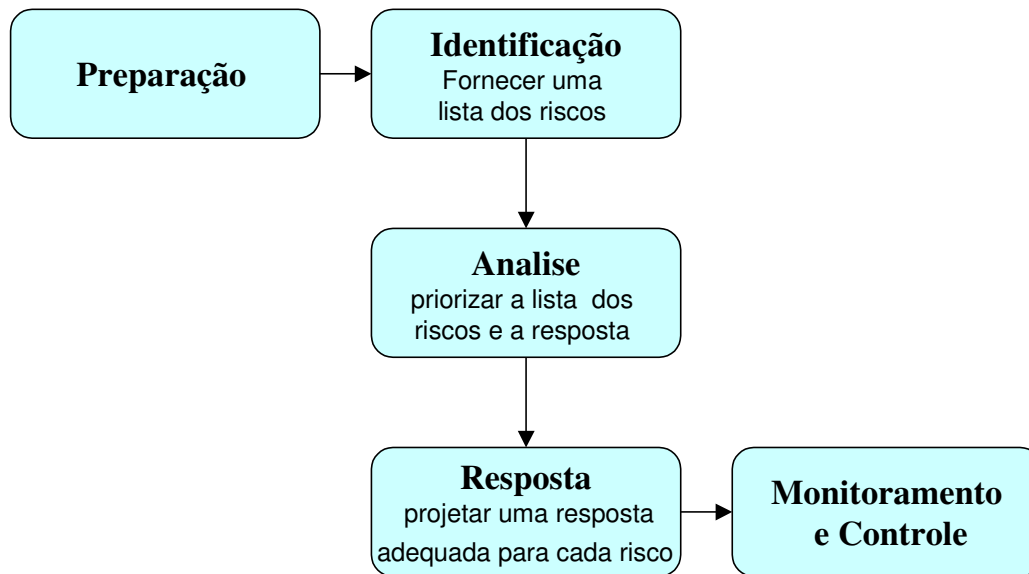 Preparação
Identificação
Fornecer uma
lista dos riscos
Analise
priorizar a lista dos
riscos e a resposta
Resposta
projetar uma resposta
adequada para cada risco
Monitoramento
e Controle